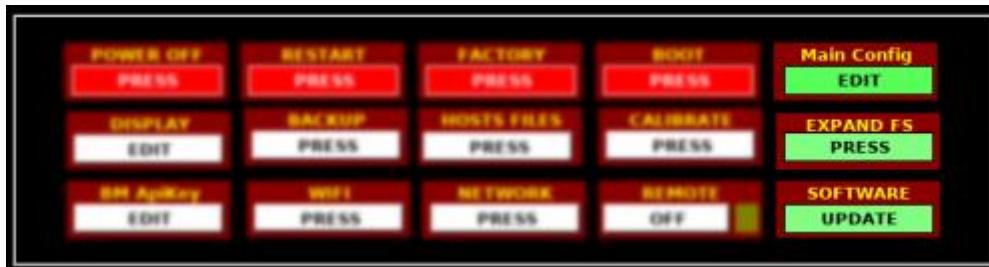 POWER OFF RESTART FACTORY BOOT Main Config
PRESS PRESS PRESS PRESS EDIT
DISPLAY BACKUP HOSTS FILES CALIBRATE EXPAND FS
EDIT PRESS PRESS PRESS PRESS
BM ApiKey WIFI NETWORK REMOTE SOFTWARE
EDIT PRESS PRESS OFF UPDATE